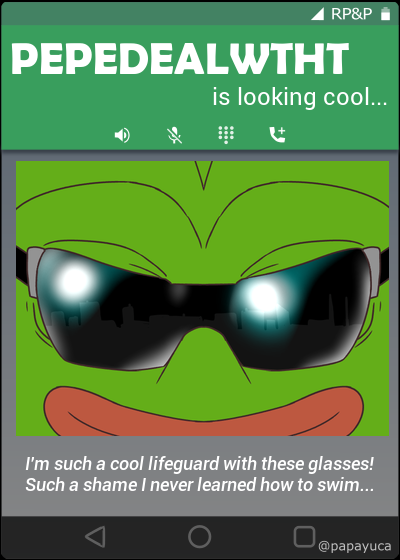 RP&P
PEPEDEALWTHT
is looking cool...
I'm such a cool lifeguard with these glasses!
Such a shame I never learned how to swim...
@papayuca